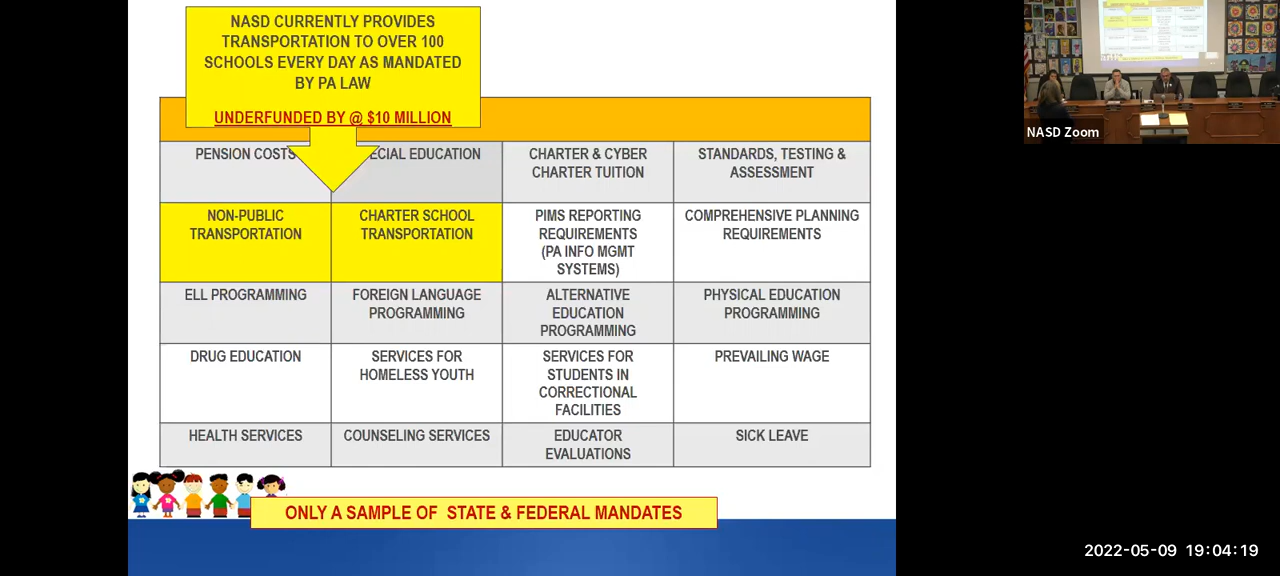 NASD CURRENTLY PROVIDES
TRANSPORTATION TO OVER 100
SCHOOLS EVERY DAY AS MANDATED
BY PA LAW
UNDERFUNDED BY @ $10 MILLION
PENSION COSTS
ECIAL EDUCATION
CHARTER & CYBER
CHARTER TUITION
STANDARDS, TESTING &
ASSESSMENT
NON-PUBLIC
TRANSPORTATION
CHARTER SCHOOL
TRANSPORTATION
PIMS REPORTING
REQUIREMENTS
(PA INFO MGMT
SYSTEMS)
COMPREHENSIVE PLANNING
REQUIREMENTS
ELL PROGRAMMING
FOREIGN LANGUAGE
PROGRAMMING
ALTERNATIVE
EDUCATION
PROGRAMMING
PHYSICAL EDUCATION
PROGRAMMING
DRUG EDUCATION
SERVICES FOR
HOMELESS YOUTH
SERVICES FOR
STUDENTS IN
CORRECTIONAL
FACILITIES
PREVAILING WAGE
HEALTH SERVICES
COUNSELING SERVICES
EDUCATOR
EVALUATIONS
SICK LEAVE
ONLY A SAMPLE OF STATE & FEDERAL MANDATES
NASD Zoom
2022-05-09 19:04:19